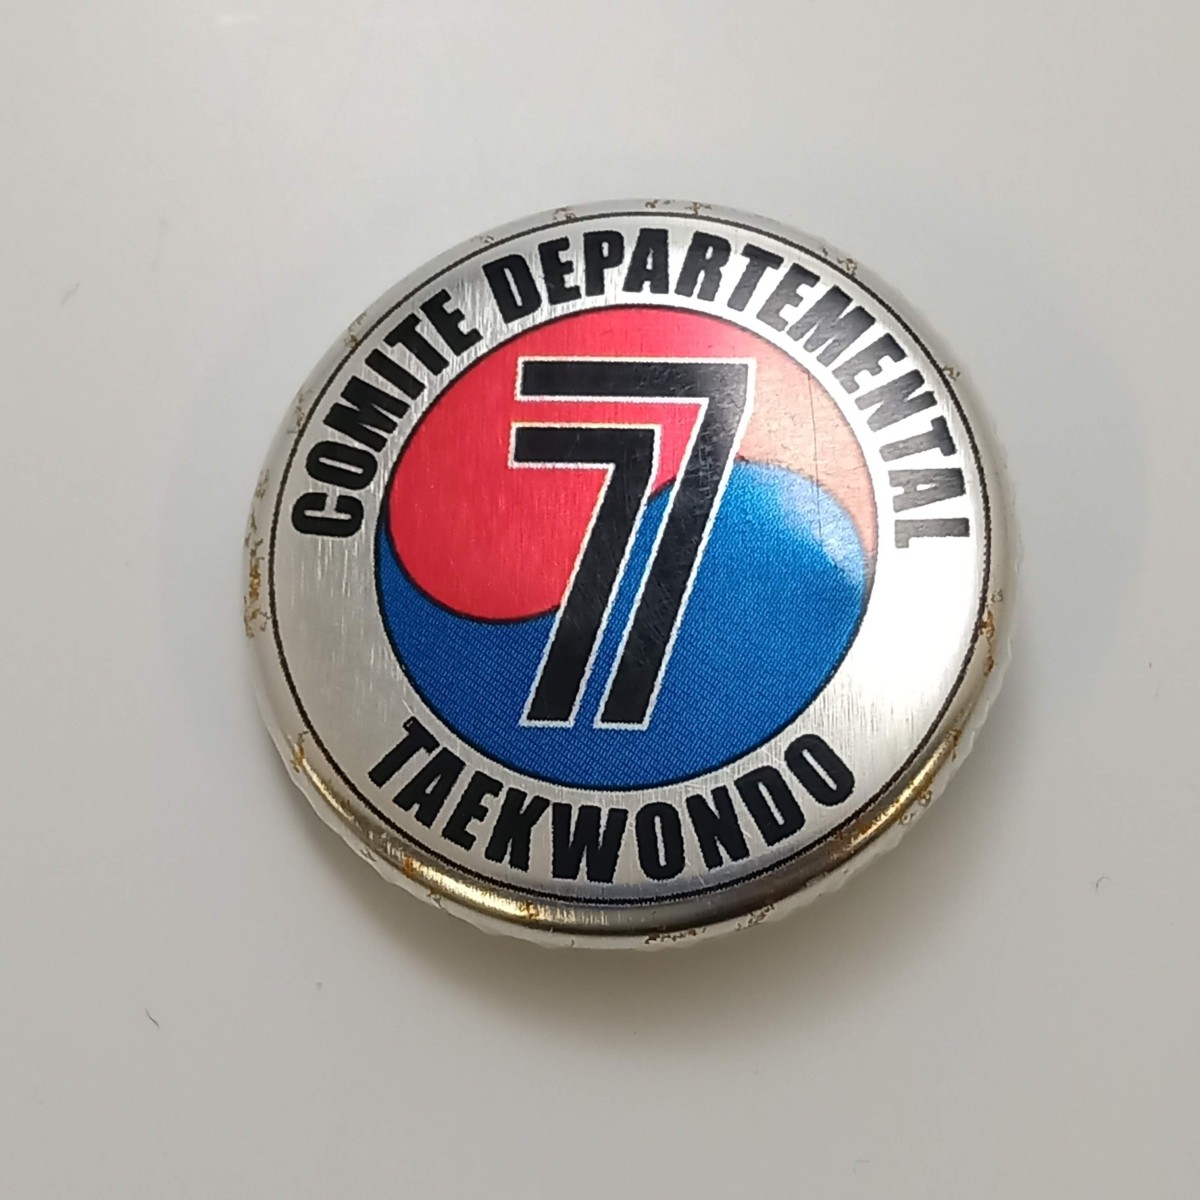 COMITE DEPARTEMENTAL
77
TAEKWONDO